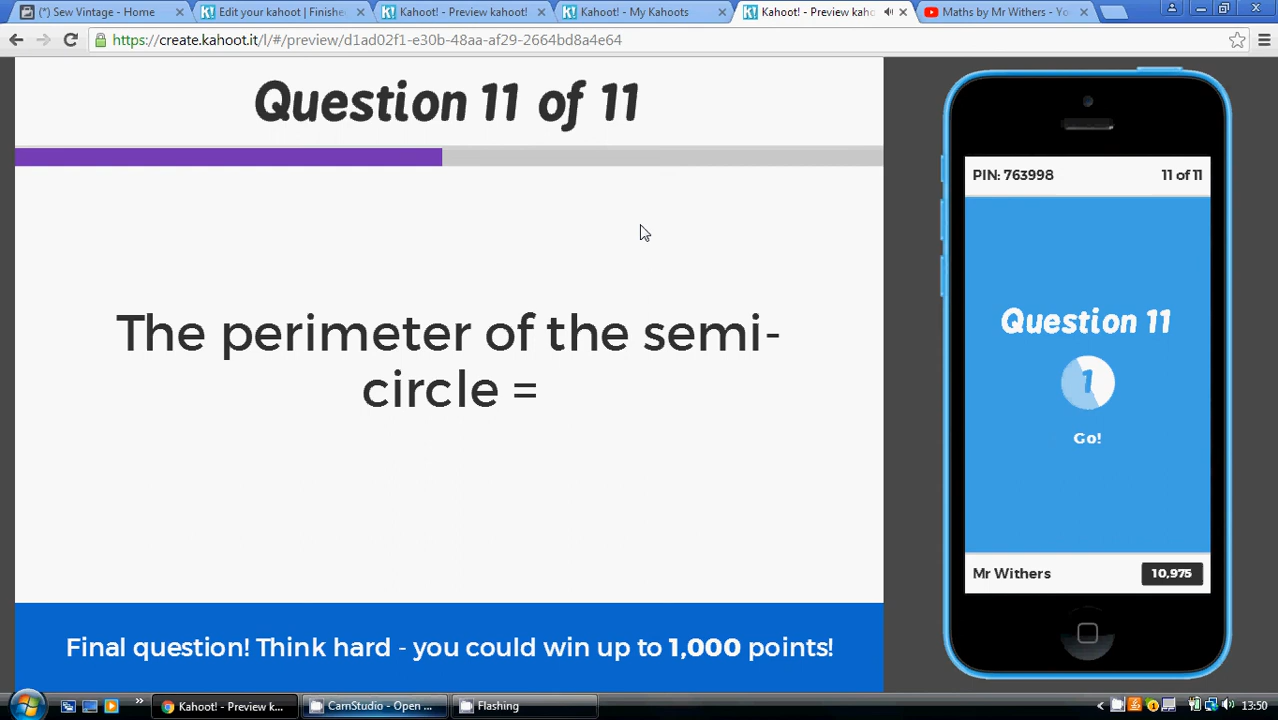 (*) Sew Vintage - Home
Edit your kahoot | Finishe
Kahoot! - Preview kahoot!
Kahoot! - My Kahoots
Kahoot! - Preview kaho
Maths by Mr Withers - Yo
https://create.kahoot.it/l/#/preview/d1ad02f1-e30b-48aa-af29-2664bd8a4e64
Question 11 of 11
The perimeter of the semi-
circle =
Final question! Think hard - you could win up to 1,000 points!
PIN: 763998
11 of 11
Question 11
1
Go!
Mr Withers
10,975
Kahoot! - Preview k...
CamStudio - Open ...
Flashing
13:50